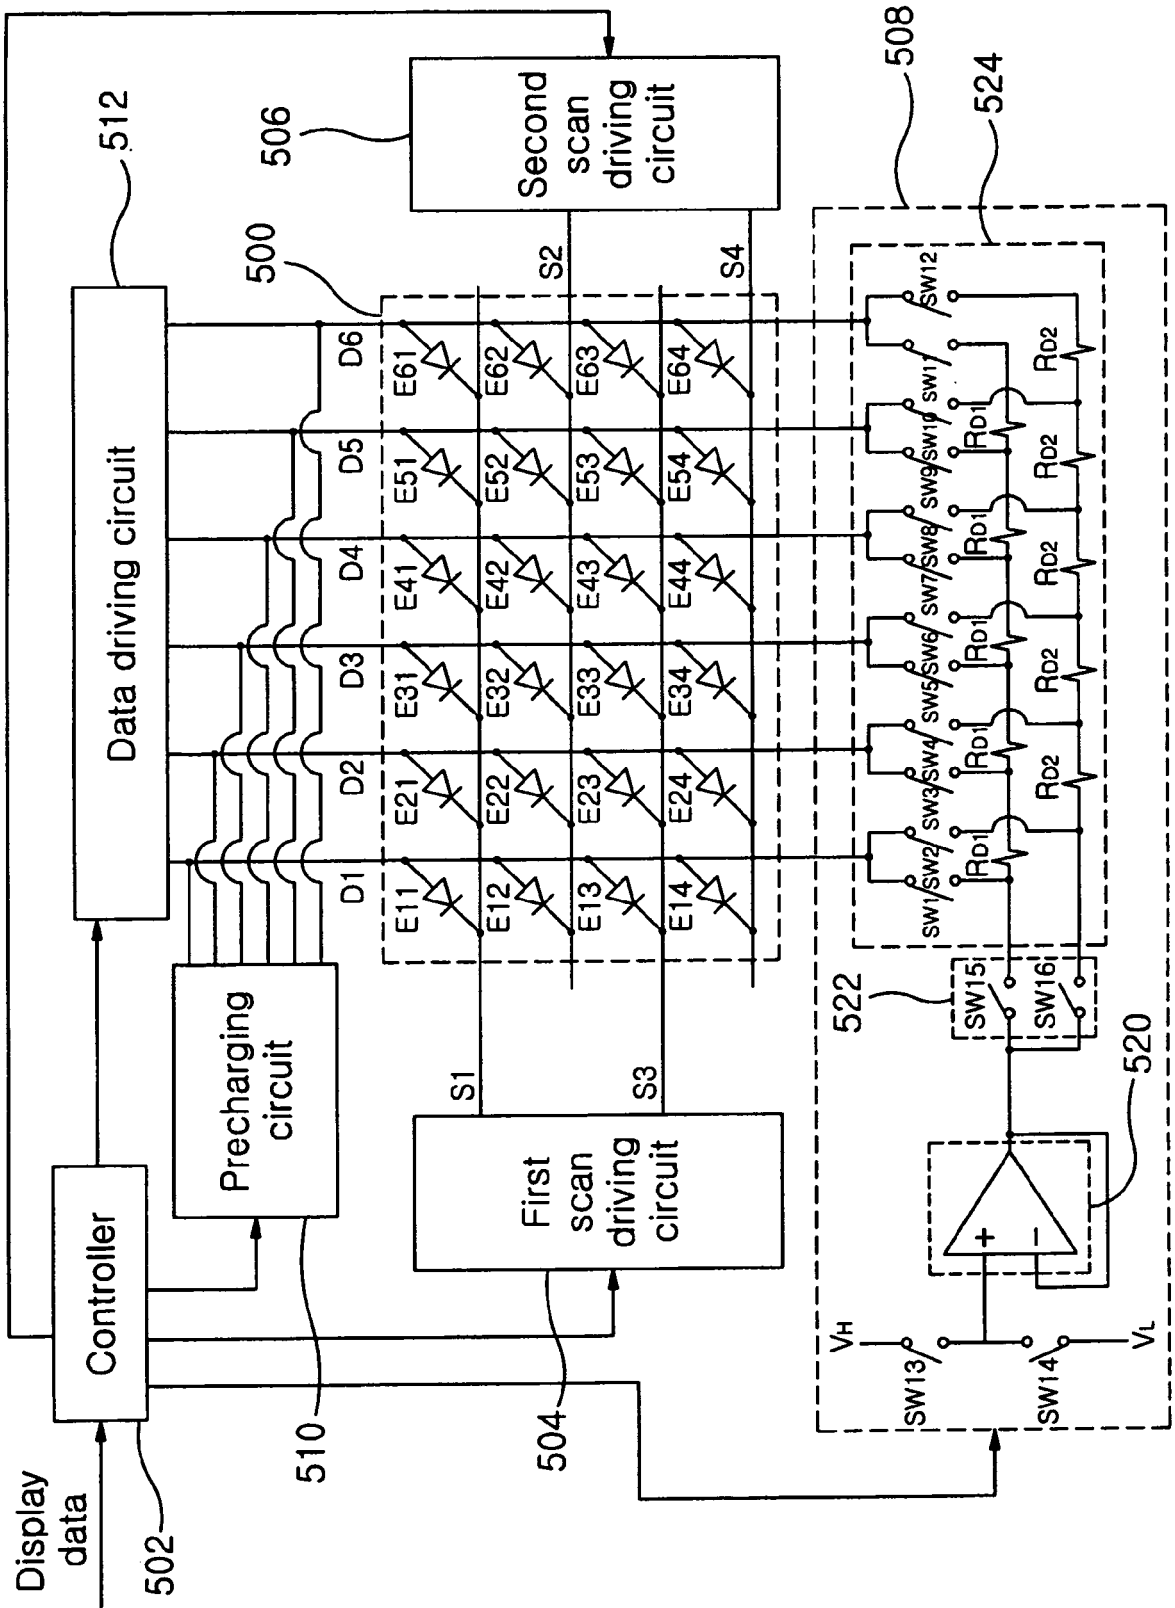 Display
data
502
Controller
Data driving circuit
512
Precharging
circuit
510
500
506
Second
scan
driving
circuit
First
scan
driving
circuit
504
S1
S3
S2
S4
D1
D2
D3
D4
D5
D6
E11
E21
E31
E41
E51
E61
E12
E22
E32
E42
E52
E62
E13
E23
E33
E43
E53
E63
E14
E24
E34
E44
E54
E64
508
524
522
520
VH
SW13
SW14
VL
+
−
SW15
SW16
SW1
SW2
SW3
SW4
SW5
SW6
SW7
SW8
SW9
SW10
SW11
SW12
RD1
RD1
RD1
RD1
RD1
RD2
RD2
RD2
RD2
RD2